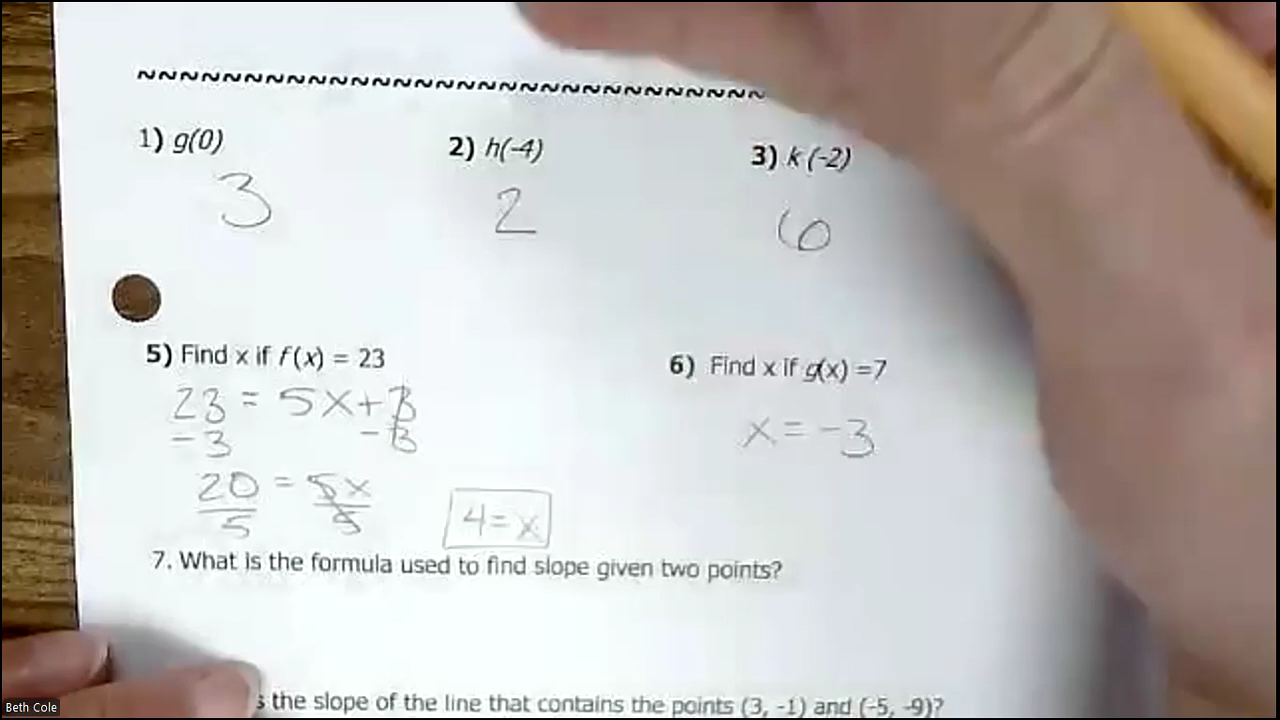 ~~~~~~~~~~~~~~~~~~~~~~~~~~~~~
1) g(0) 2) h(-4) 3) k (-2)
3 2 6
5) Find x if f(x) = 23 6) Find x if g(x) =7
23 = 5x+3 x = -3
-3 -3
20 = 5x
5 5 4=x
7. What is the formula used to find slope given two points?
the slope of the line that contains the points (3, -1) and (-5, -9)?
Beth Cole